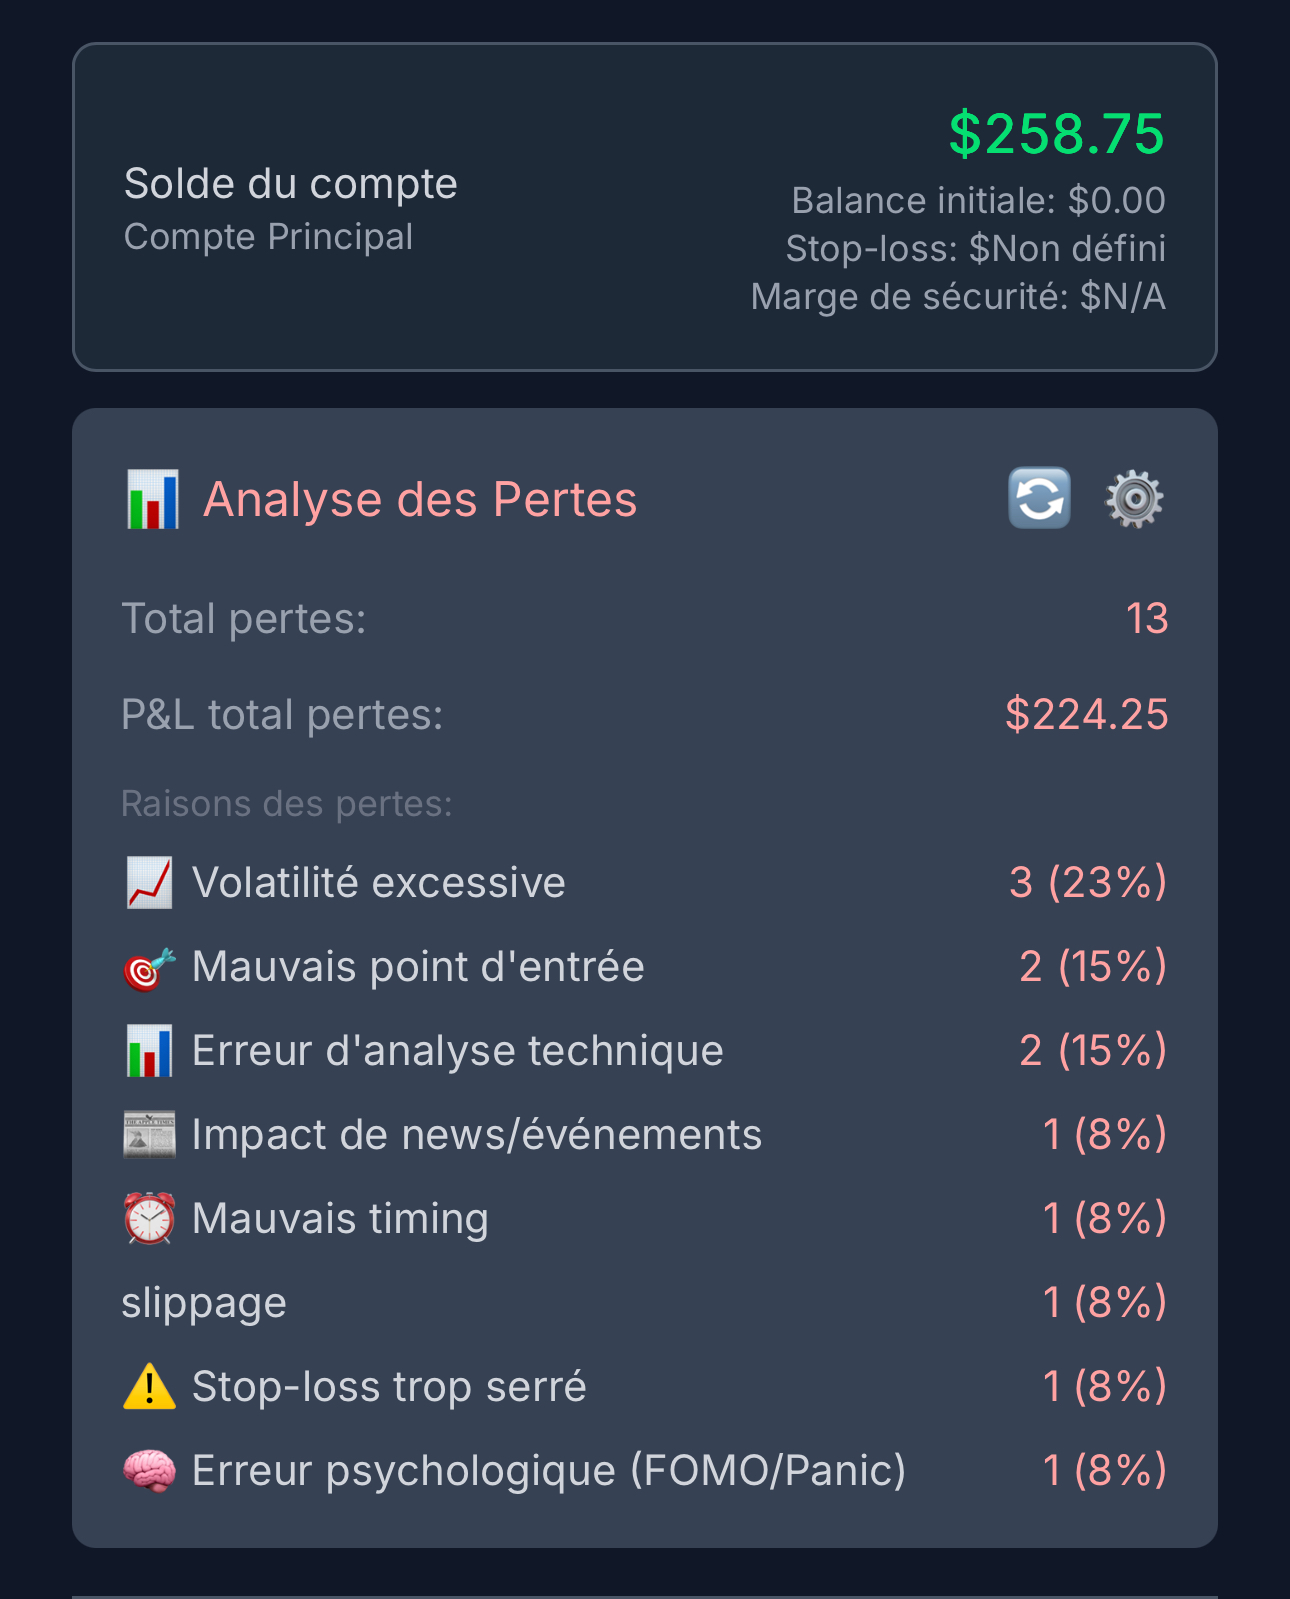 $258.75
Solde du compte
Compte Principal
Balance initiale: $0.00
Stop-loss: $Non défini
Marge de sécurité: $N/A
Analyse des Pertes
Total pertes: 13
P&L total pertes: $224.25
Raisons des pertes:
Volatilité excessive 3 (23%)
Mauvais point d'entrée 2 (15%)
Erreur d'analyse technique 2 (15%)
Impact de news/événements 1 (8%)
Mauvais timing 1 (8%)
slippage 1 (8%)
Stop-loss trop serré 1 (8%)
Erreur psychologique (FOMO/Panic) 1 (8%)